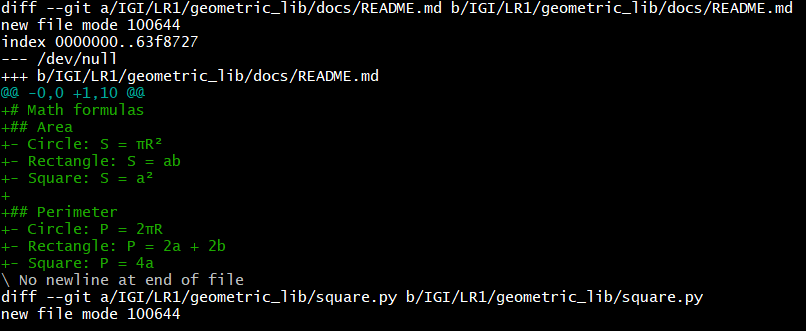 diff --git a/IGI/LR1/geometric_lib/docs/README.md b/IGI/LR1/geometric_lib/docs/README.md
new file mode 100644
index 0000000..63f8727
--- /dev/null
+++ b/IGI/LR1/geometric_lib/docs/README.md
@@ -0,0 +1,10 @@
+# Math formulas
+## Area
+- Circle: S = πR²
+- Rectangle: S = ab
+- Square: S = a²
+
+## Perimeter
+- Circle: P = 2πR
+- Rectangle: P = 2a + 2b
+- Square: P = 4a
\ No newline at end of file
diff --git a/IGI/LR1/geometric_lib/square.py b/IGI/LR1/geometric_lib/square.py
new file mode 100644